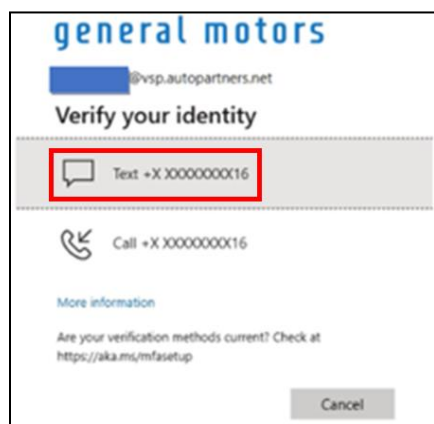 general motors
@vsp.autopartners.net
Verify your identity
Text +X XXXXXXXX16
Call +X XXXXXXXX16
More information
Are your verification methods current? Check at
https://aka.ms/mfasetup
Cancel